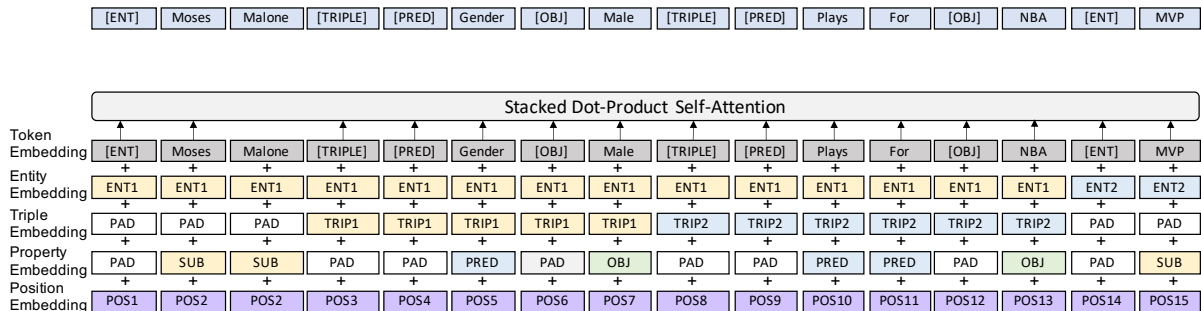 [ENT] Moses Malone [TRIPLE] [PRED] Gender [OBJ] Male [TRIPLE] [PRED] Plays For [OBJ] NBA [ENT] MVP
Stacked Dot-Product Self-Attention
Token Embedding [ENT] Moses Malone [TRIPLE] [PRED] Gender [OBJ] Male [TRIPLE] [PRED] Plays For [OBJ] NBA [ENT] MVP
+ + + + + + + + + + + + + + + +
Entity Embedding ENT1 ENT1 ENT1 ENT1 ENT1 ENT1 ENT1 ENT1 ENT1 ENT1 ENT1 ENT1 ENT1 ENT1 ENT2 ENT2
+ + + + + + + + + + + + + + + +
Triple Embedding PAD PAD PAD TRIP1 TRIP1 TRIP1 TRIP1 TRIP1 TRIP2 TRIP2 TRIP2 TRIP2 TRIP2 TRIP2 PAD PAD
+ + + + + + + + + + + + + + + +
Property Embedding PAD SUB SUB PAD PAD PRED PAD OBJ PAD PAD PRED PRED PAD OBJ PAD SUB
+ + + + + + + + + + + + + + + +
Position Embedding POS1 POS2 POS2 POS3 POS4 POS5 POS6 POS7 POS8 POS9 POS10 POS11 POS12 POS13 POS14 POS15